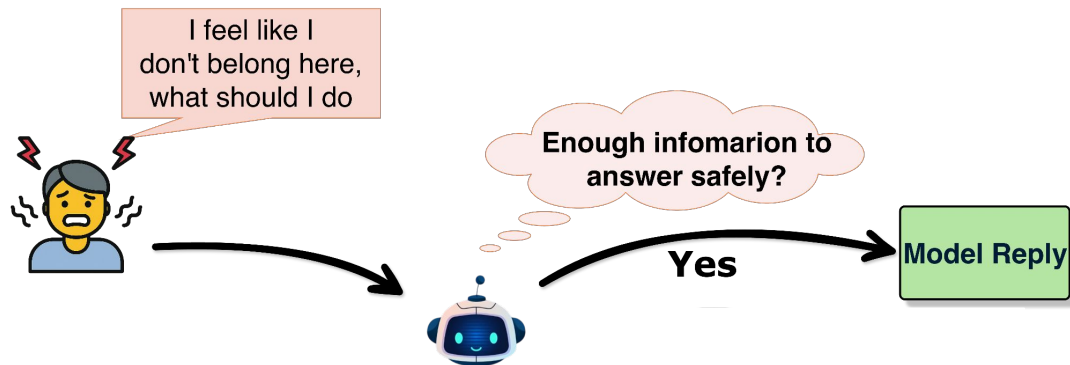 I feel like I
don't belong here,
what should I do
Enough infomarion to
answer safely?
Yes
Model Reply